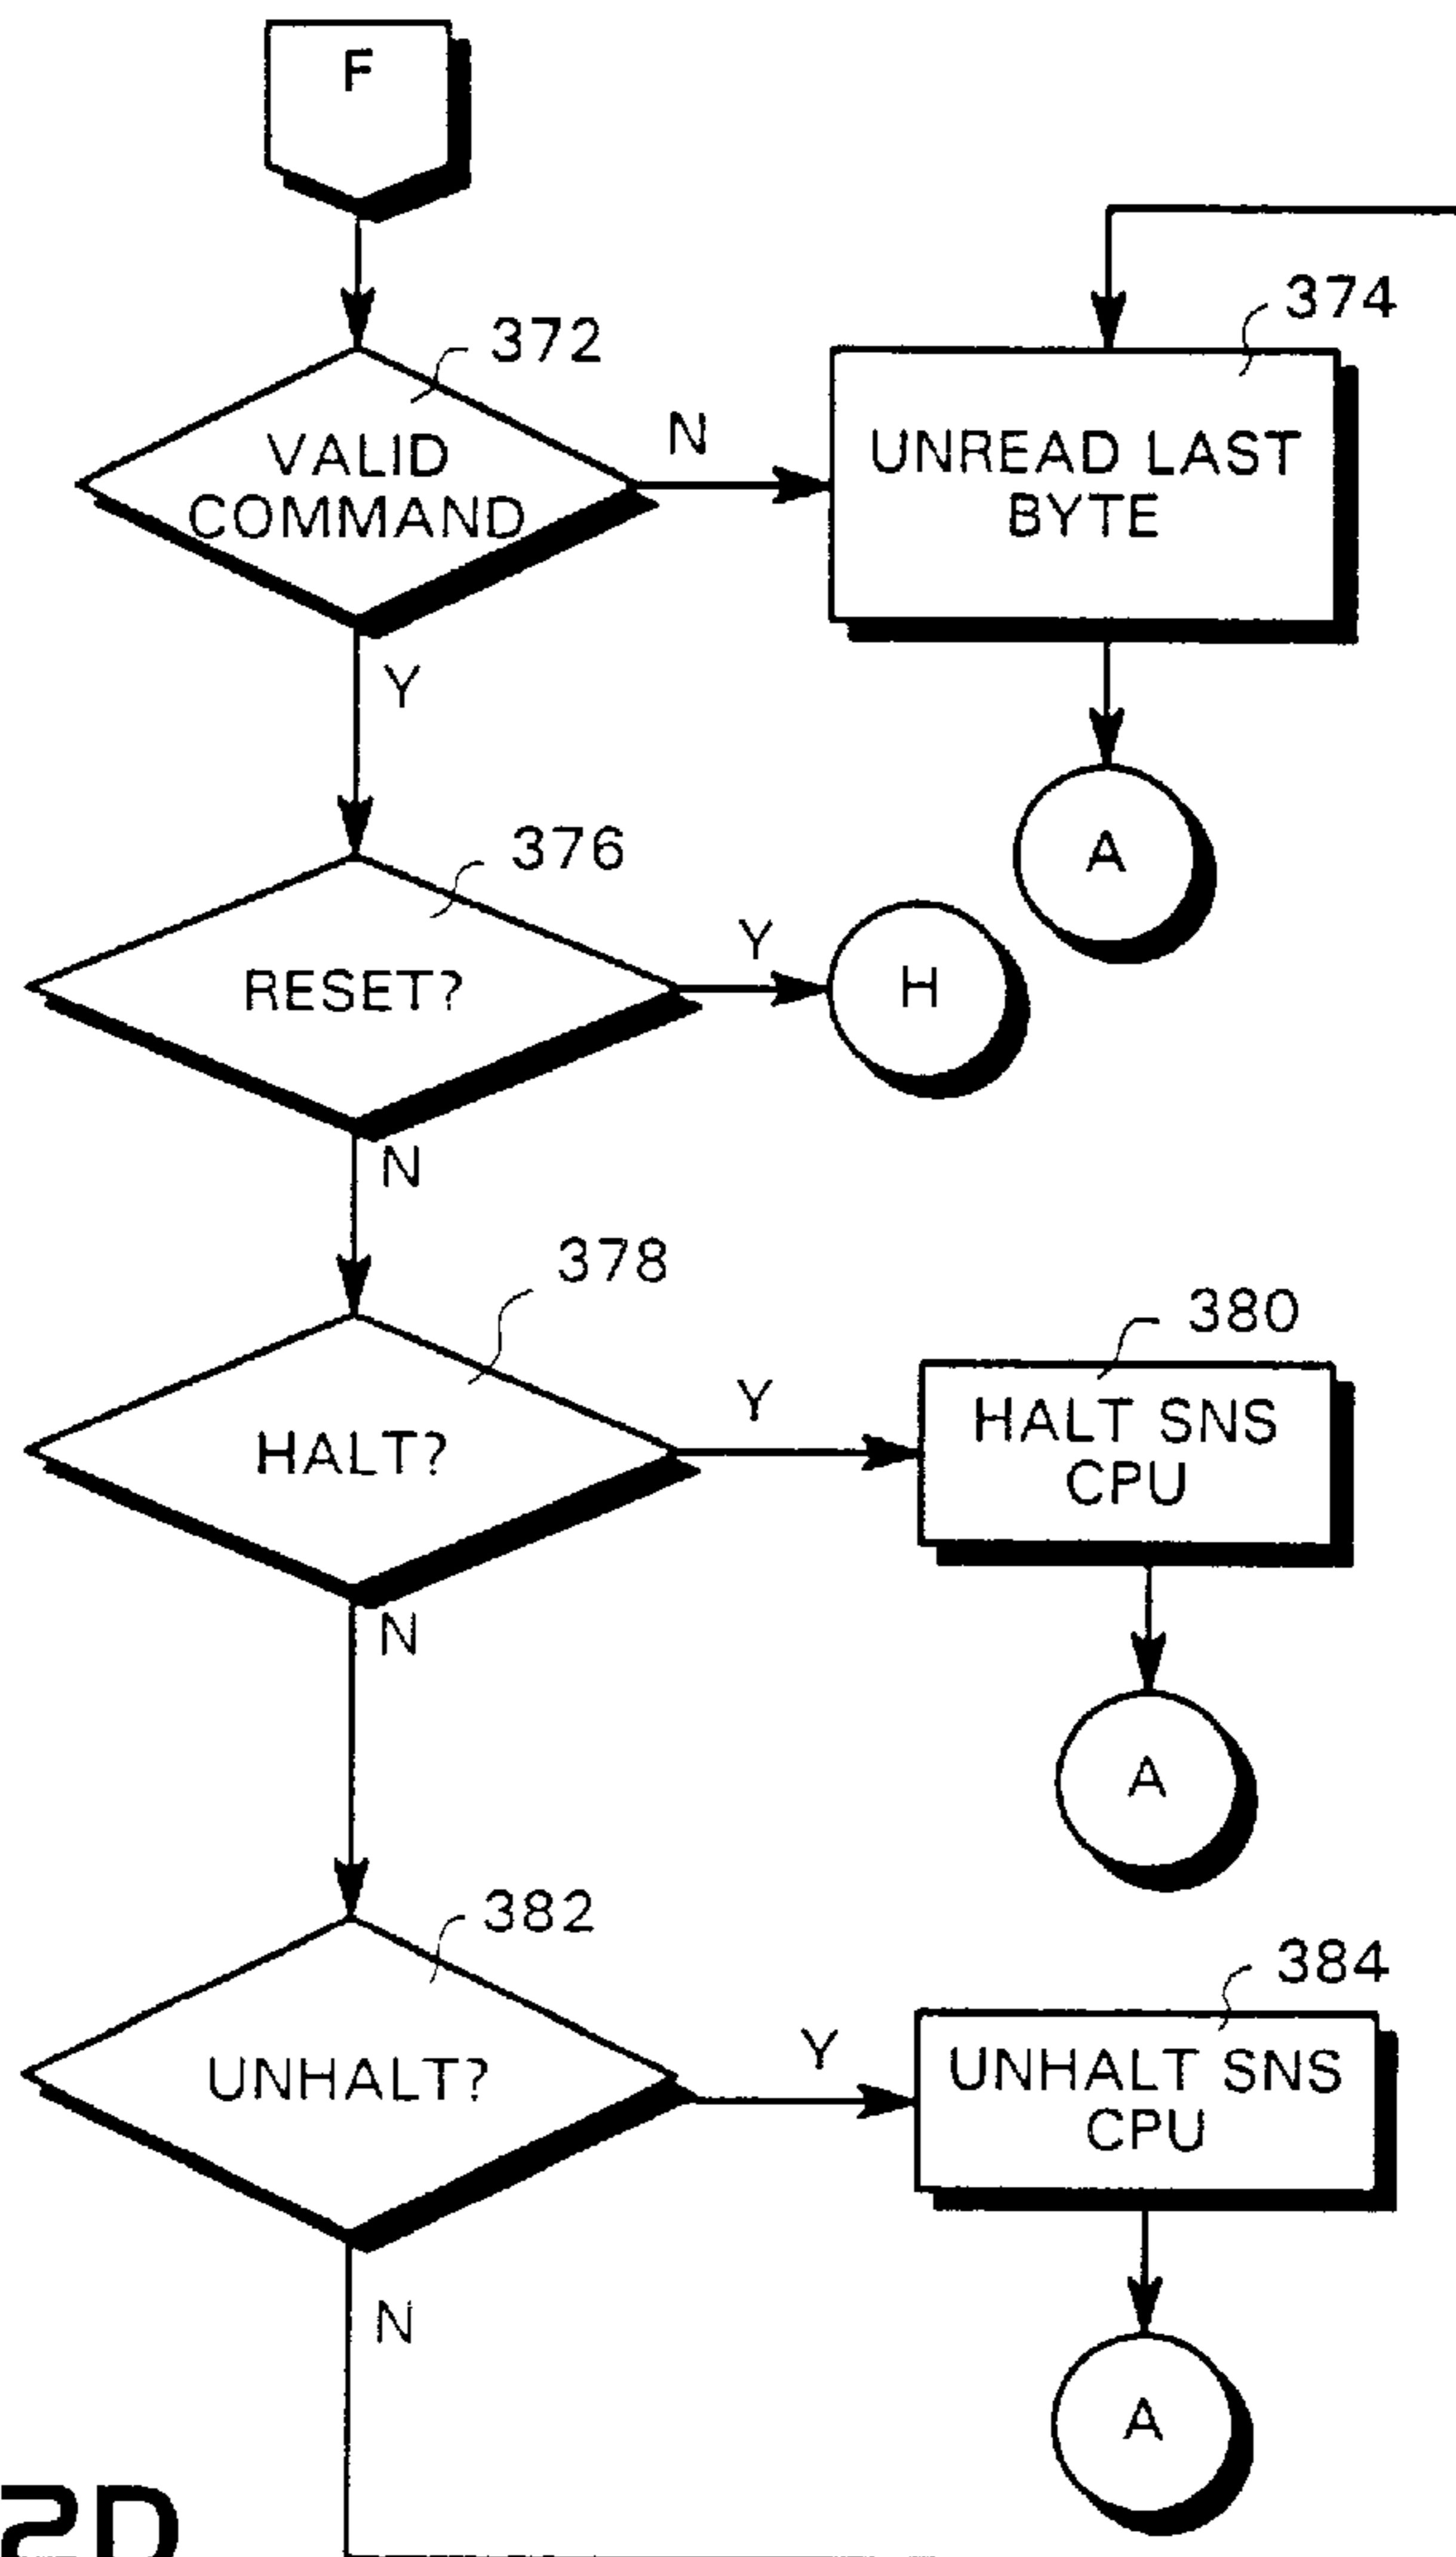 F
372
374
VALID
COMMAND
N
UNREAD LAST
BYTE
Y
A
376
RESET?
Y
H
N
378
380
HALT?
Y
HALT SNS
CPU
N
A
382
384
UNHALT?
Y
UNHALT SNS
CPU
N
A
2D